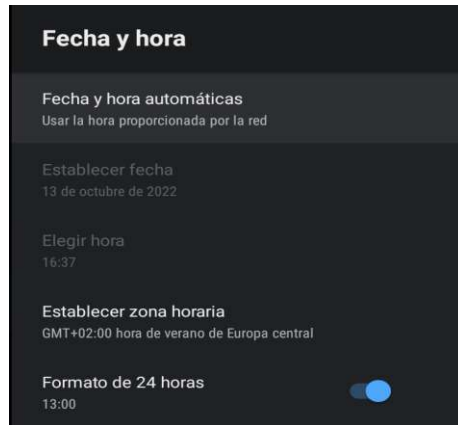 Fecha y hora
Fecha y hora automáticas
Usar la hora proporcionada por la red
Establecer fecha
13 de octubre de 2022
Elegir hora
16:37
Establecer zona horaria
GMT+02:00 hora de verano de Europa central
Formato de 24 horas
13:00